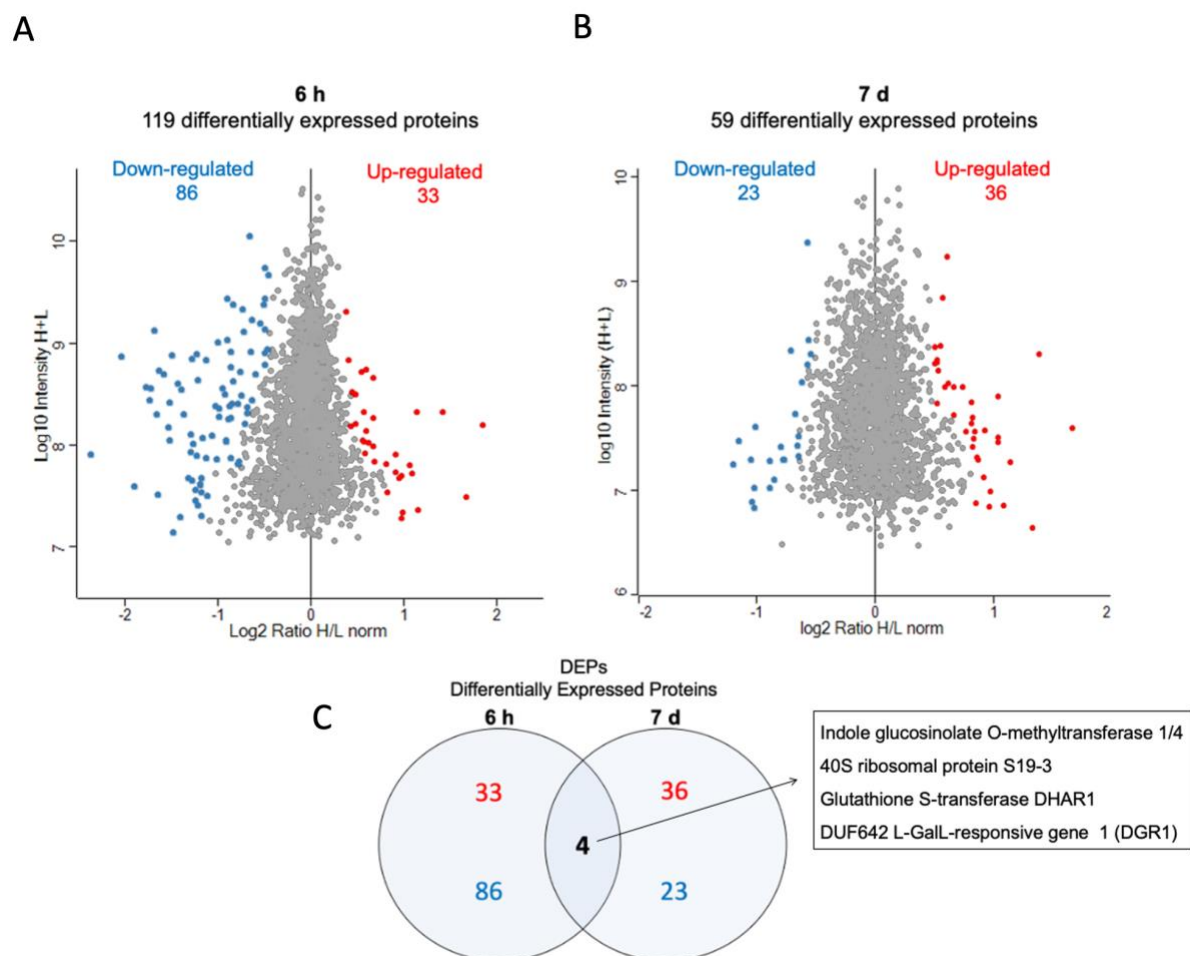 A
B
6 h
119 differentially expressed proteins
Down-regulated
86
Up-regulated
33
Log10 Intensity H+L
10
9
8
7
-2
-1
0
1
2
Log2 Ratio H/L norm
7 d
59 differentially expressed proteins
Down-regulated
23
Up-regulated
36
log10 Intensity (H+L)
10
9
8
7
6
-2
-1
0
1
2
log2 Ratio H/L norm
DEPs
Differentially Expressed Proteins
C
6 h
7 d
33
36
4
86
23
Indole glucosinolate O-methyltransferase 1/4
40S ribosomal protein S19-3
Glutathione S-transferase DHAR1
DUF642 L-GalL-responsive gene 1 (DGR1)